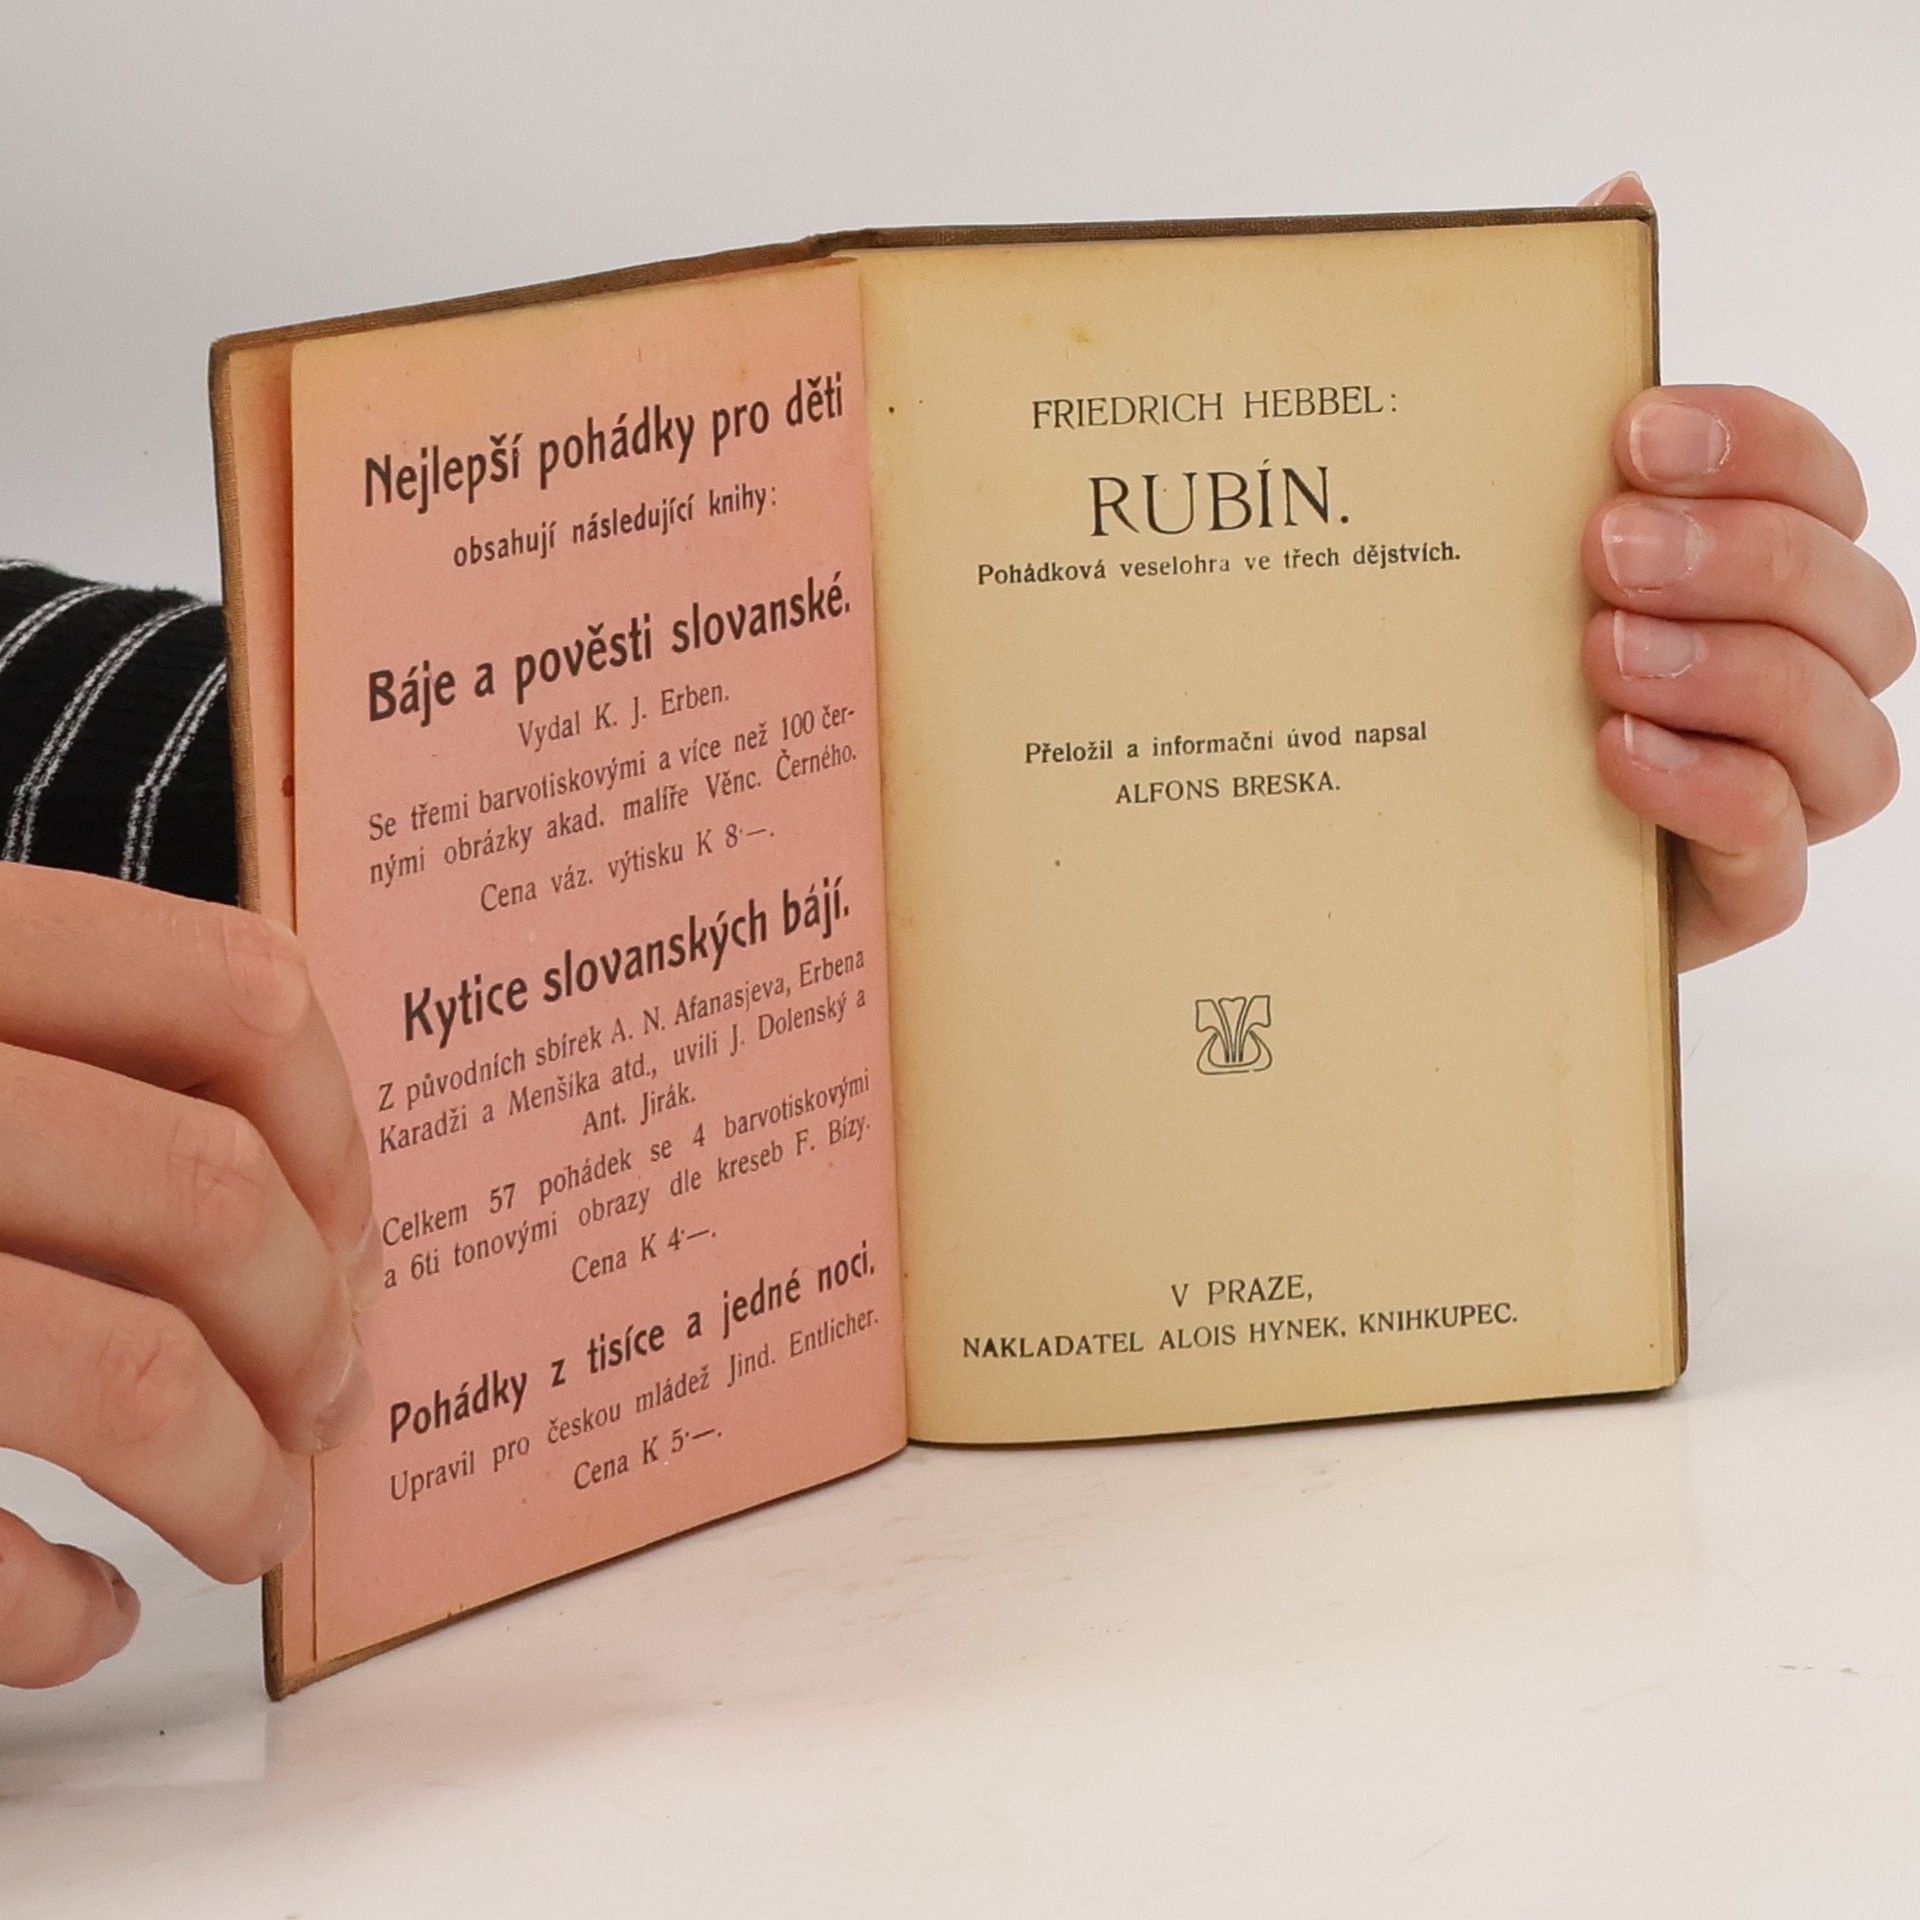 Nejlepší pohádky pro děti
obsahují následující knihy:
Báje a pověsti slovanské.
Vydal K. J. Erben.
Se třemi barvotiskovými a více než 100 čer-
nými obrázky akad. malíře Věnc. Černého.
Cena váz. výtisku K 8·—.
Kytice slovanských bájí.
Z původních sbírek A. N. Afanasjeva, Erbena
Karadži a Menšíka atd., uvili J. Dolenský a
Ant. Jirák.
Celkem 57 pohádek se 4 barvotiskovými
a 6ti tonovými obrazy dle kreseb F. Bízy.
Cena K 4·—.
Pohádky z tisíce a jedné noci.
Upravil pro českou mládež Jind. Entlicher.
Cena K 5·—.
FRIEDRICH HEBBEL:
RUBÍN.
Pohádková veselohra ve třech dějstvích.
Přeložil a informační úvod napsal
ALFONS BRESKA.
V PRAZE,
NAKLADATEL ALOIS HYNEK, KNIHKUPEC.